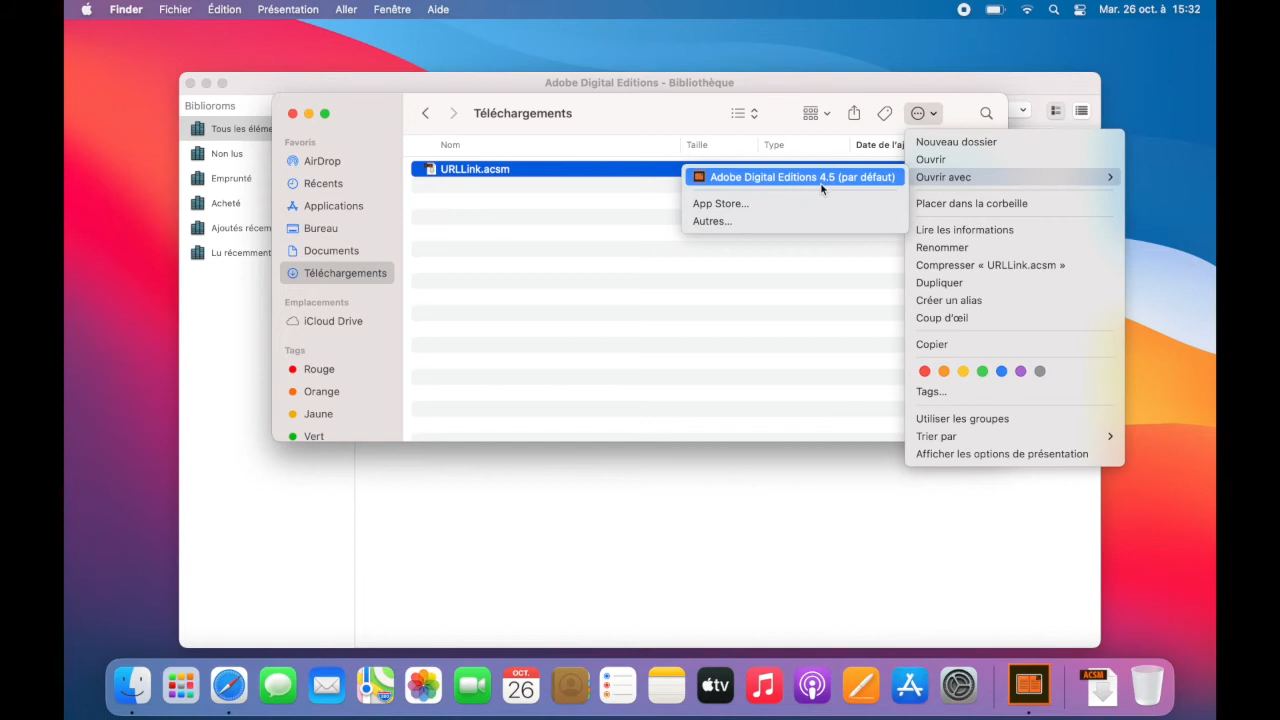 Finder Fichier Édition Présentation Aller Fenêtre Aide Mar. 26 oct. à 15:32
Adobe Digital Editions - Bibliothèque
Biblioroms
Tous les éléme
Non lus
Emprunté
Acheté
Ajoutés récem
Lu récemment
Favoris
AirDrop
Récents
Applications
Bureau
Documents
Téléchargements
Emplacements
iCloud Drive
Tags
Rouge
Orange
Jaune
Vert
Téléchargements
Nom Taille Type Date de l'aj
URLLink.acsm
Adobe Digital Editions 4.5 (par défaut)
App Store...
Autres...
Nouveau dossier
Ouvrir
Ouvrir avec
Placer dans la corbeille
Lire les informations
Renommer
Compresser « URLLink.acsm »
Dupliquer
Créer un alias
Coup d'œil
Copier
Tags...
Utiliser les groupes
Trier par
Afficher les options de présentation
OCT.
26
tv
ACSM